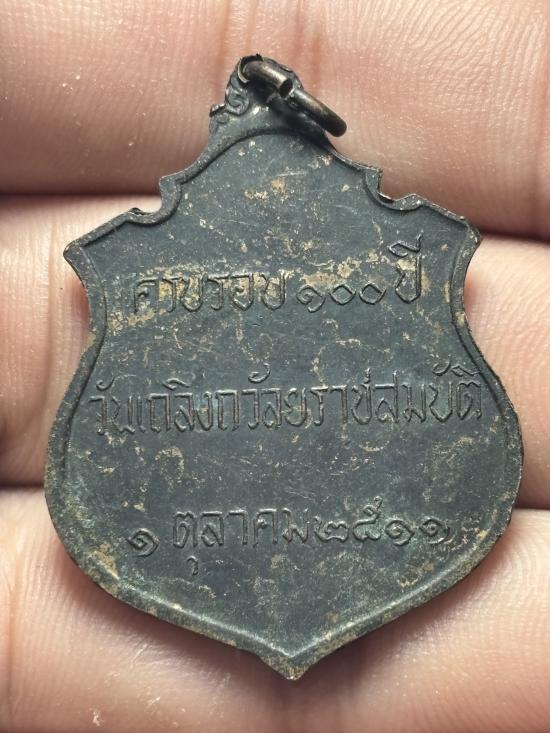 ครบรอบ ๑๐๐ ปี
วันเถลิงถวัลยราชสมบัติ
๑ ตุลาคม ๒๕๑๑